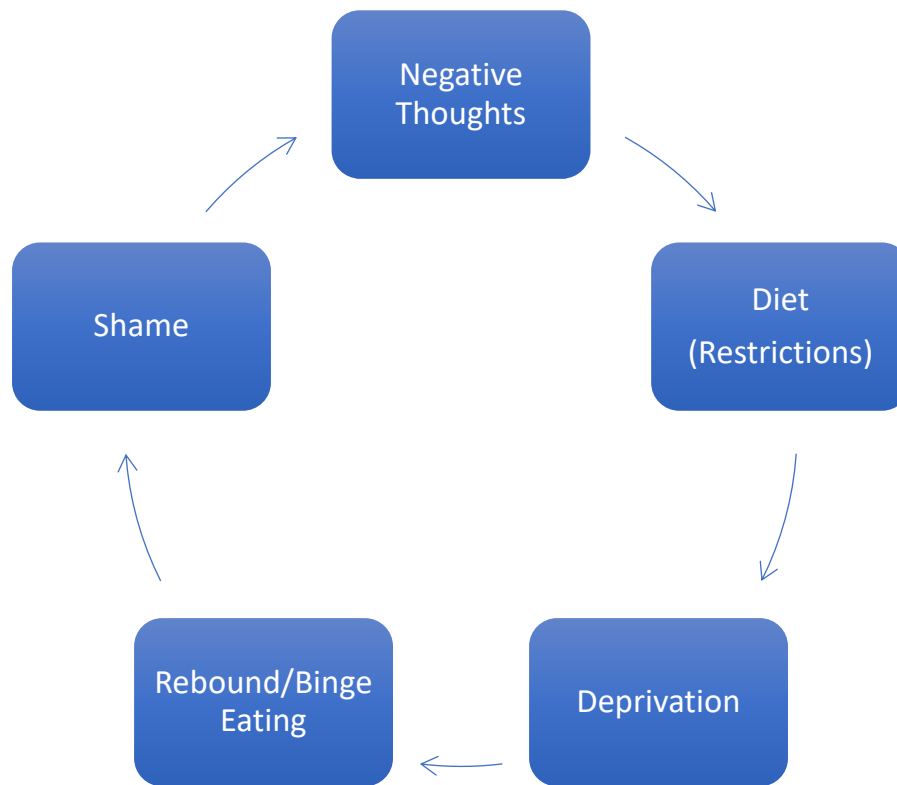 Negative
Thoughts
Diet
(Restrictions)
Deprivation
Rebound/Binge
Eating
Shame